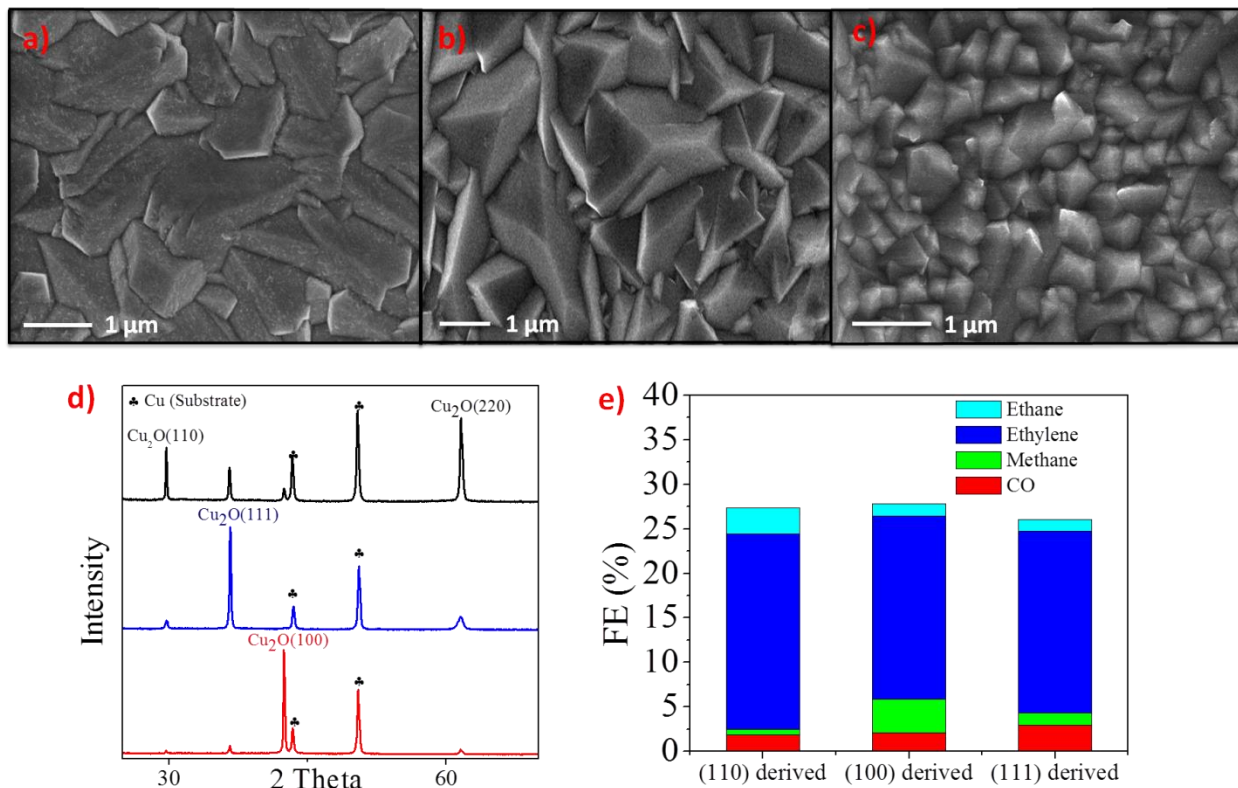 a)
1 μm
b)
1 μm
c)
1 μm
d)
♣ Cu (Substrate)
Cu₂O(110)
♣
♣
Cu₂O(220)
Cu₂O(111)
♣
♣
Cu₂O(100)
♣
♣
Intensity
30
2 Theta
60
e)
40
35
30
25
20
15
10
5
0
FE (%)
Ethane
Ethylene
Methane
CO
(110) derived
(100) derived
(111) derived